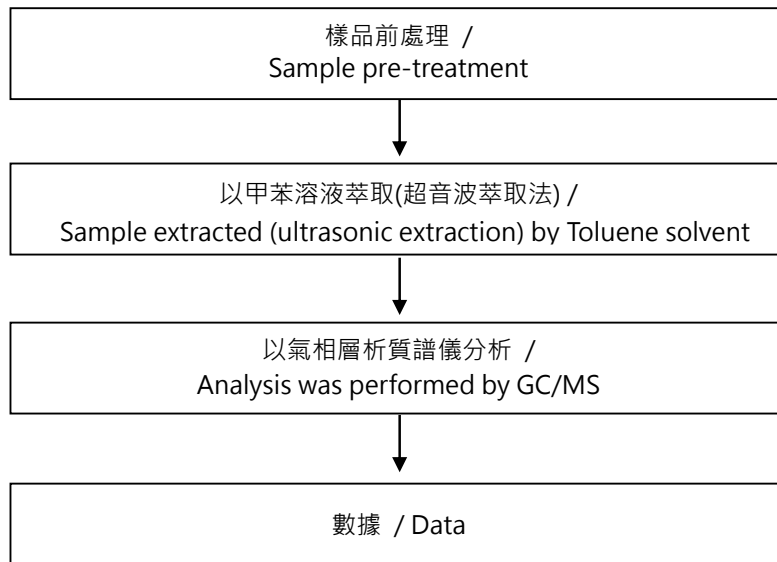 樣品前處理 /
Sample pre-treatment
以甲苯溶液萃取(超音波萃取法) /
Sample extracted (ultrasonic extraction) by Toluene solvent
以氣相層析質譜儀分析 /
Analysis was performed by GC/MS
數據 / Data